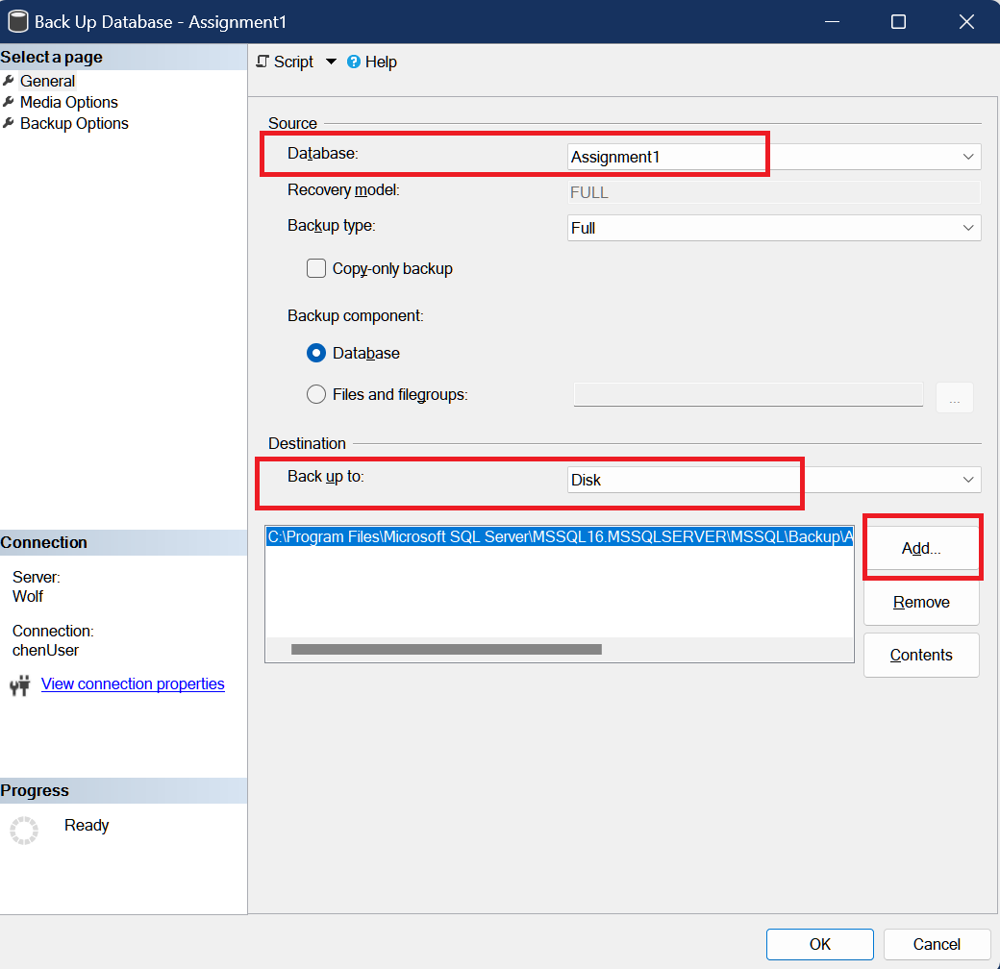 Back Up Database - Assignment1
Select a page
General
Media Options
Backup Options
Script
Help
Source
Database: Assignment1
Recovery model: FULL
Backup type: Full
Copy-only backup
Backup component:
Database
Files and filegroups: ...
Destination
Back up to: Disk
C:\Program Files\Microsoft SQL Server\MSSQL16.MSSQLSERVER\MSSQL\Backup\A
Add...
Remove
Contents
Connection
Server:
Wolf
Connection:
chenUser
View connection properties
Progress
Ready
OK
Cancel